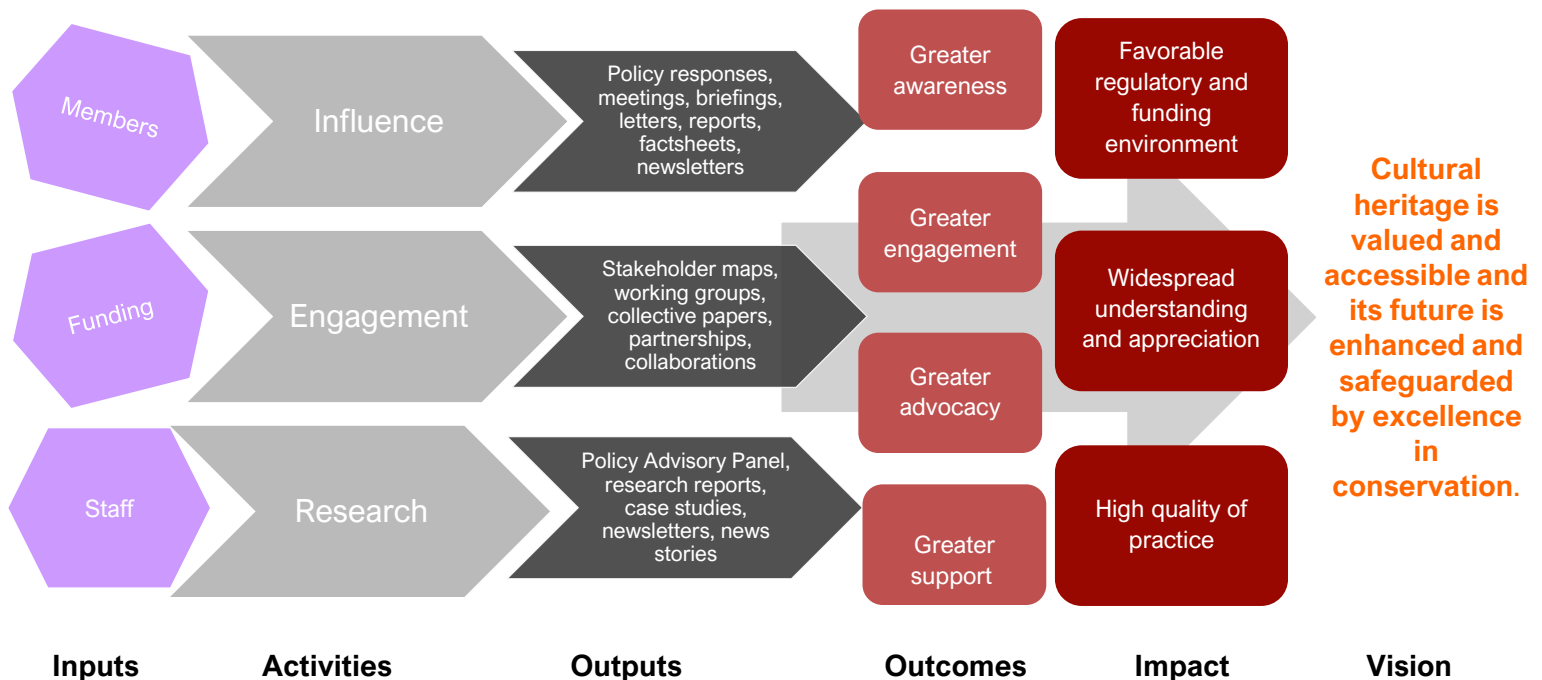 Members
Funding
Staff
Influence
Engagement
Research
Policy responses,
meetings, briefings,
letters, reports,
factsheets,
newsletters
Stakeholder maps,
working groups,
collective papers,
partnerships,
collaborations
Policy Advisory Panel,
research reports,
case studies,
newsletters, news
stories
Greater
awareness
Greater
engagement
Greater
advocacy
Greater
support
Favorable
regulatory and
funding
environment
Widespread
understanding
and appreciation
High quality of
practice
Cultural
heritage is
valued and
accessible and
its future is
enhanced and
safeguarded
by excellence
in
conservation.
Inputs
Activities
Outputs
Outcomes
Impact
Vision